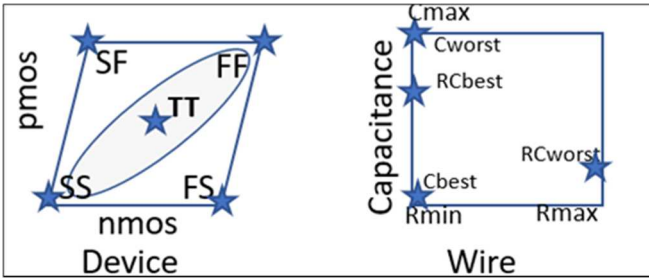 pmos
SF
FF
TT
SS
FS
nmos
Device
Cmax
Cworst
Capacitance
RCbest
RCworst
Cbest
Rmin
Rmax
Wire